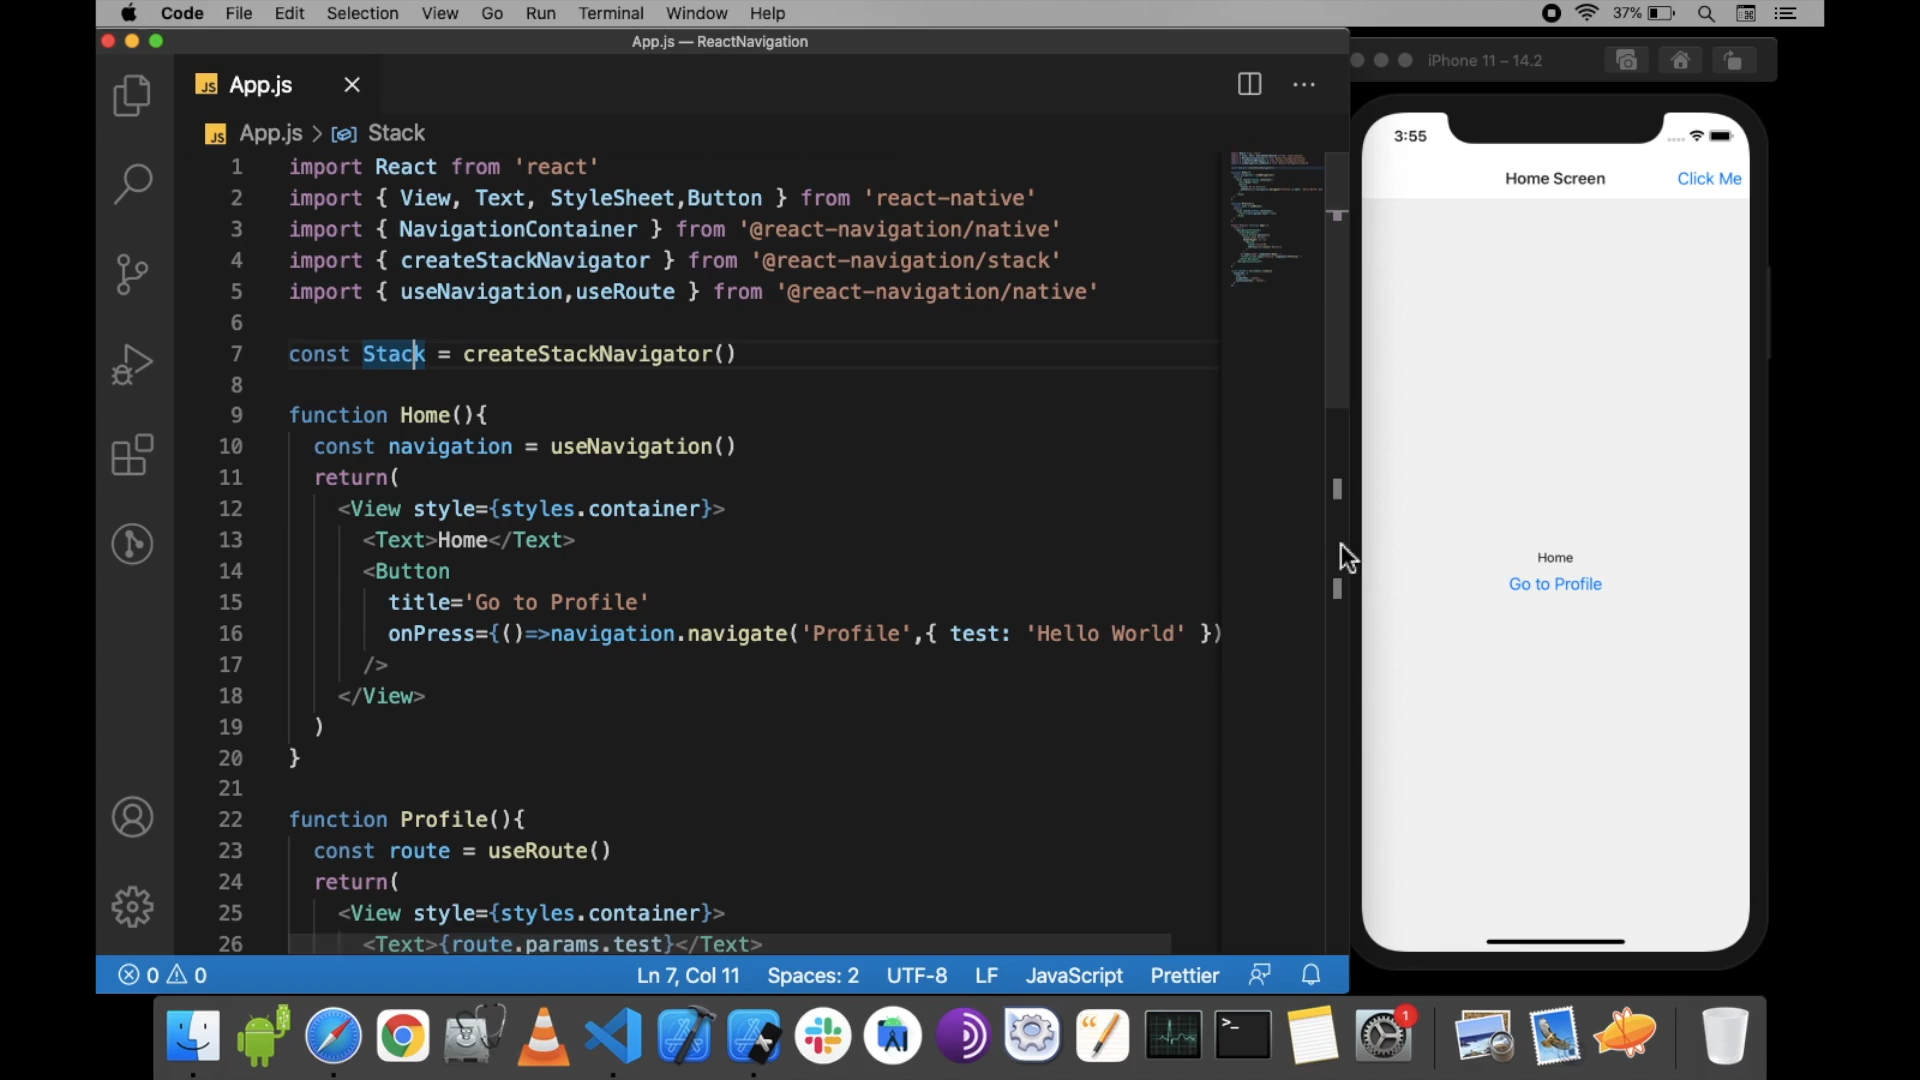 Code File Edit Selection View Go Run Terminal Window Help 37%
App.js — ReactNavigation
iPhone 11 – 14.2
JS App.js
JS App.js > Stack
1 import React from 'react'
2 import { View, Text, StyleSheet,Button } from 'react-native'
3 import { NavigationContainer } from '@react-navigation/native'
4 import { createStackNavigator } from '@react-navigation/stack'
5 import { useNavigation,useRoute } from '@react-navigation/native'
6
7 const Stack = createStackNavigator()
8
9 function Home(){
10 const navigation = useNavigation()
11 return(
12 <View style={styles.container}>
13 <Text>Home</Text>
14 <Button
15 title='Go to Profile'
16 onPress={()=>navigation.navigate('Profile',{ test: 'Hello World' })
17 />
18 </View>
19 )
20 }
21
22 function Profile(){
23 const route = useRoute()
24 return(
25 <View style={styles.container}>
26 <Text>{route.params.test}</Text>
3:55
Home Screen Click Me
Home
Go to Profile
0 0 Ln 7, Col 11 Spaces: 2 UTF-8 LF JavaScript Prettier
>_
1